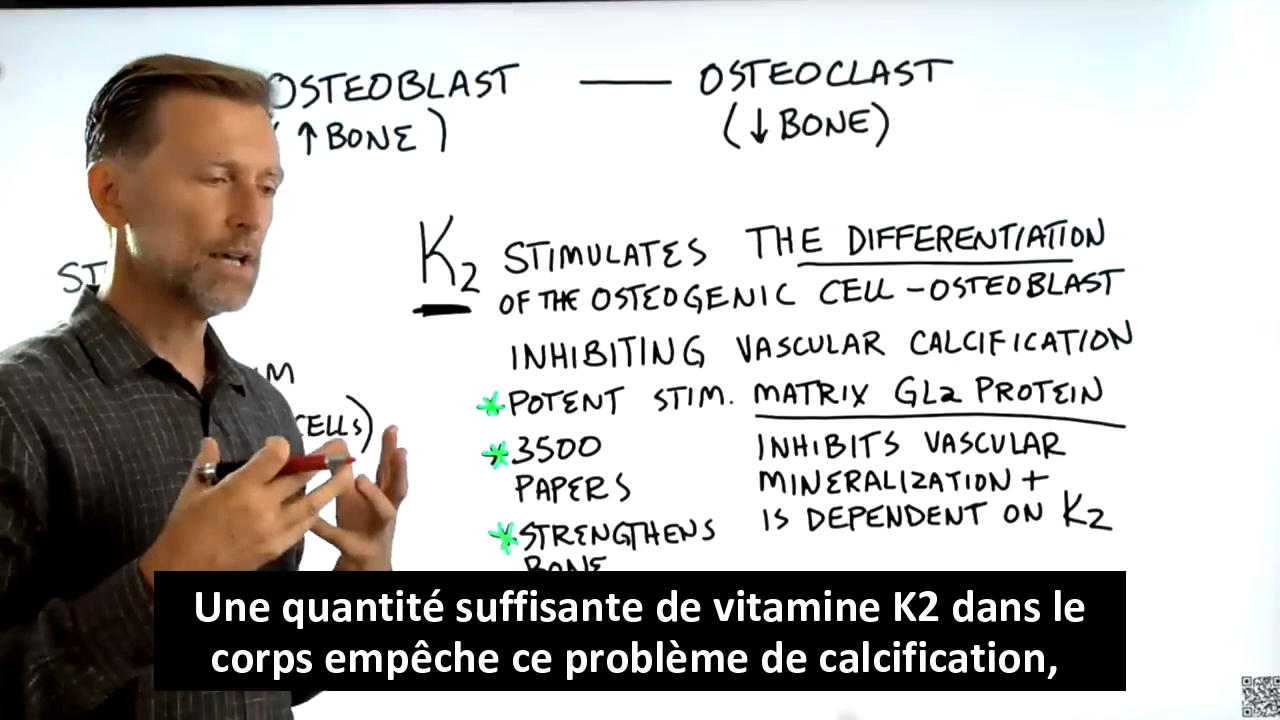 OSTEOBLAST — OSTEOCLAST
(↑ BONE) (↓ BONE)
K2 STIMULATES THE DIFFERENTIATION
OF THE OSTEOGENIC CELL - OSTEOBLAST
INHIBITING VASCULAR CALCIFICATION
* POTENT STIM. MATRIX GLa PROTEIN
* 3500
PAPERS
* STRENGTHENS
BONE
INHIBITS VASCULAR
MINERALIZATION +
IS DEPENDENT ON K2
CELLS)
Une quantité suffisante de vitamine K2 dans le
corps empêche ce problème de calcification,